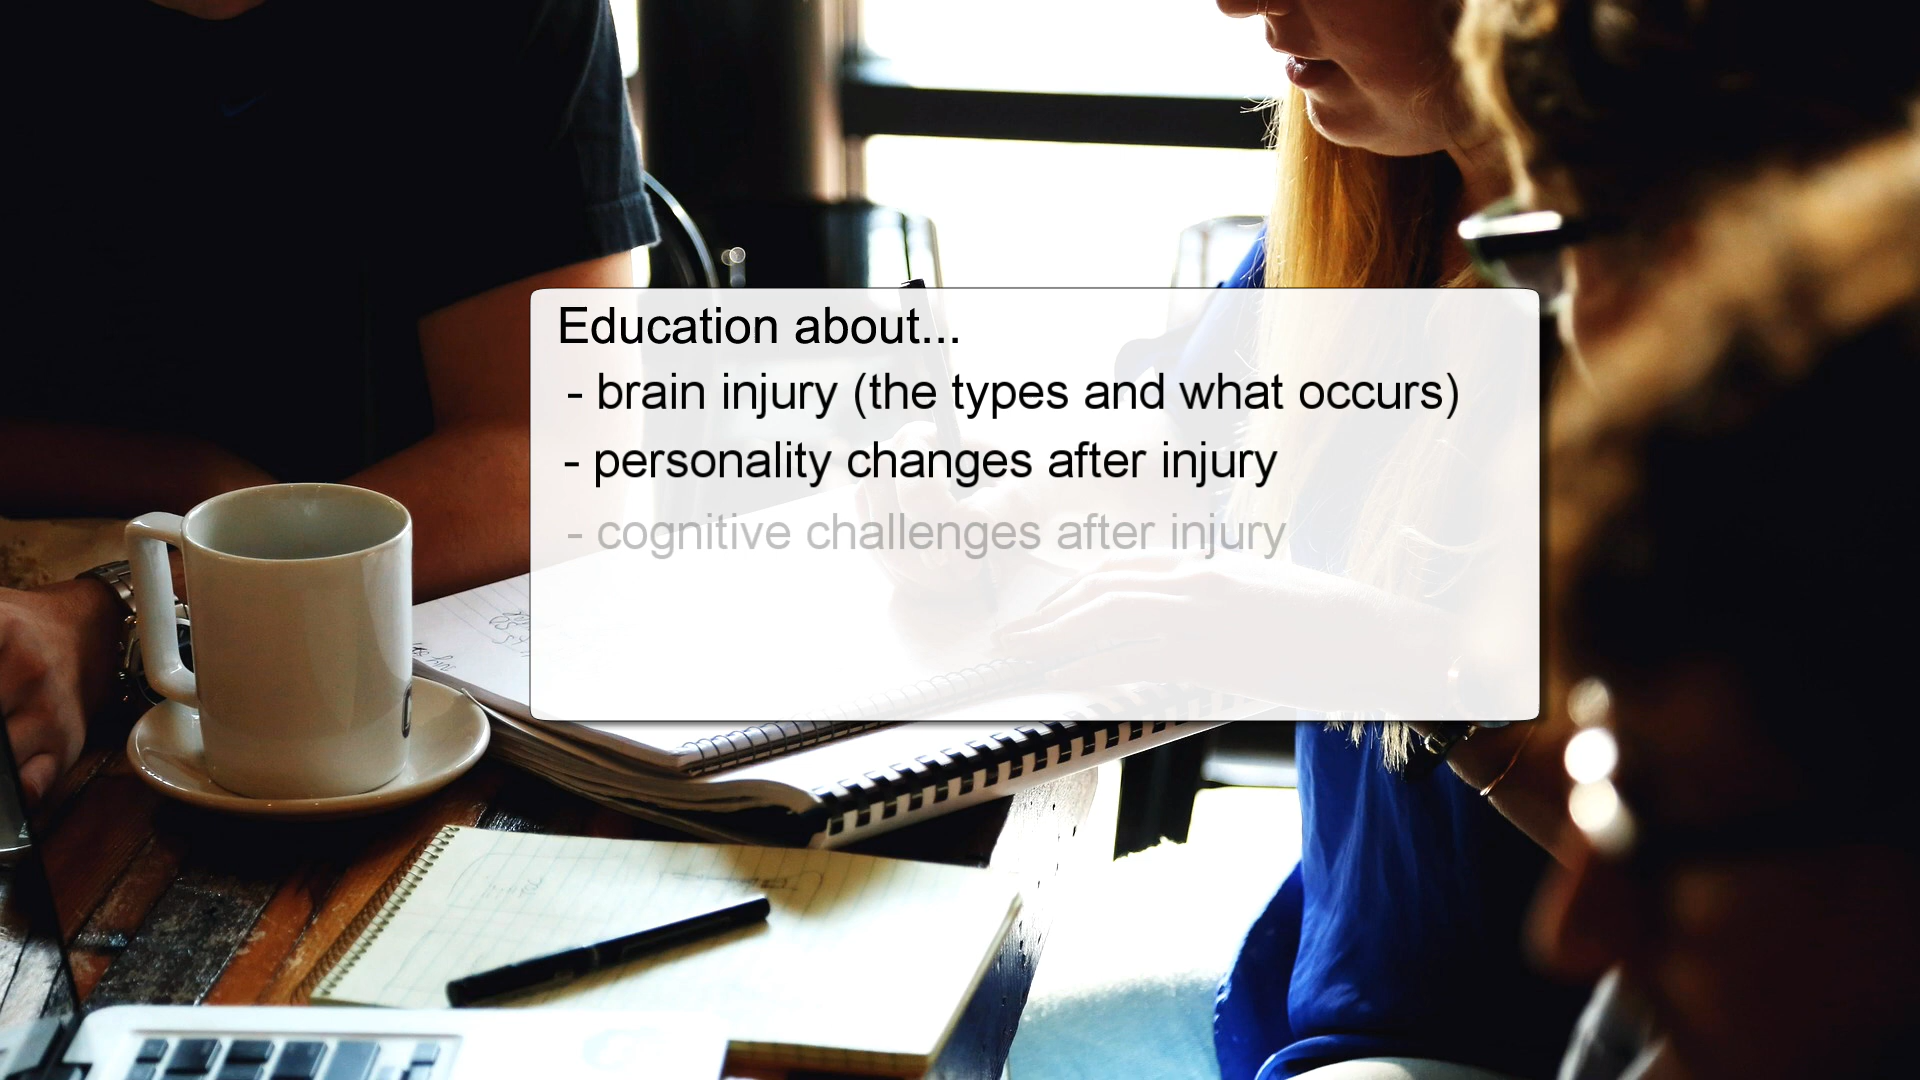 Education about...
- brain injury (the types and what occurs)
- personality changes after injury
- cognitive challenges after injury